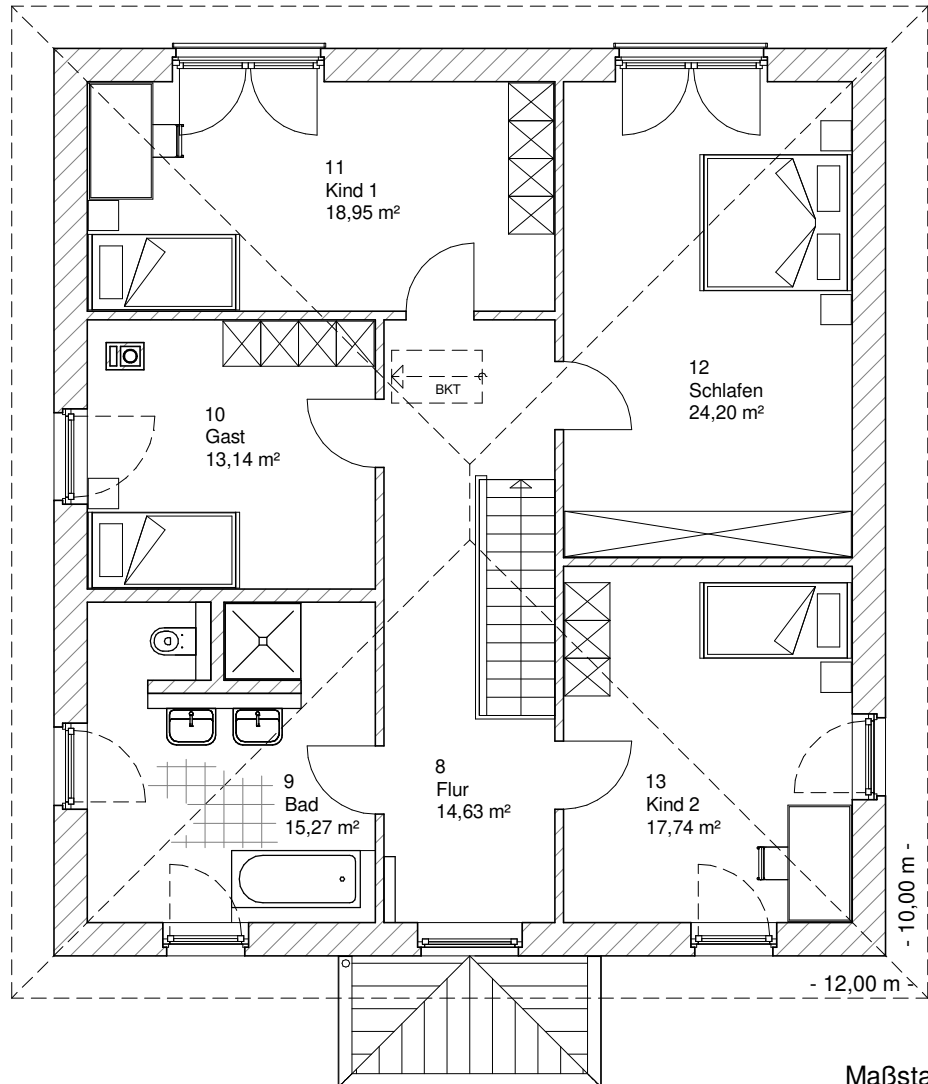 11
Kind 1
18,95 m²
12
Schlafen
24,20 m²
BKT
10
Gast
13,14 m²
9
Bad
15,27 m²
8
Flur
14,63 m²
13
Kind 2
17,74 m²
- 10,00 m -
- 12,00 m -
Maßsta